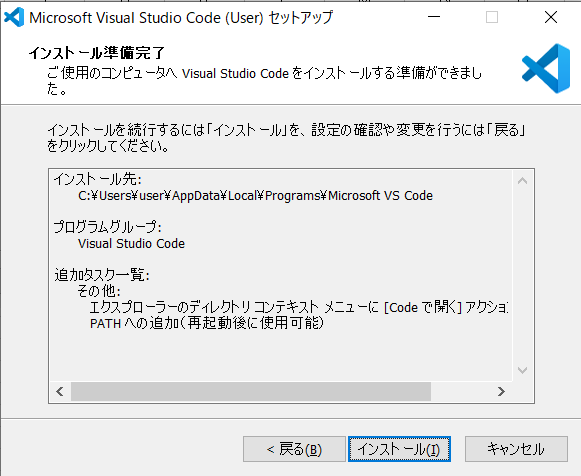 Microsoft Visual Studio Code (User) セットアップ
インストール準備完了
ご使用のコンピュータへ Visual Studio Code をインストールする準備ができまし
た。
インストールを続行するには「インストール」を、設定の確認や変更を行うには「戻る」
をクリックしてください。
インストール先:
C:¥Users¥user¥AppData¥Local¥Programs¥Microsoft VS Code
プログラムグループ:
Visual Studio Code
追加タスク一覧:
その他:
エクスプローラーのディレクトリ コンテキスト メニューに [Code で開く] アクショ
PATH への追加（再起動後に使用可能）
< 戻る(B)
インストール(I)
キャンセル